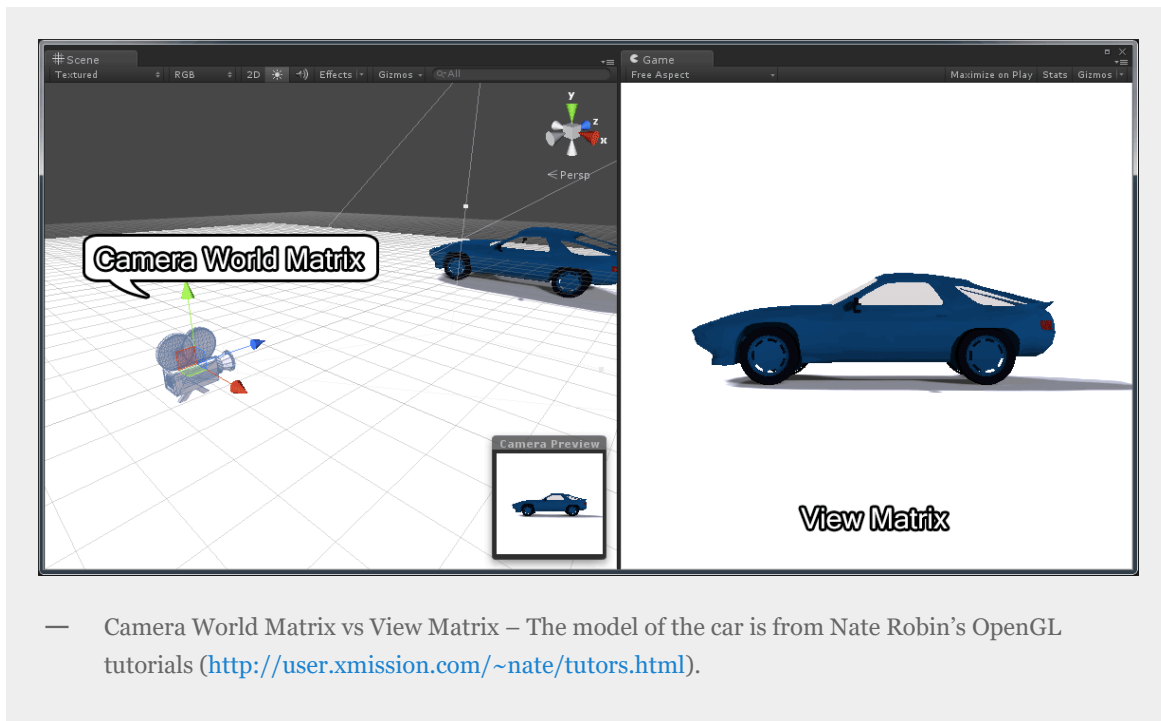 Scene
Textured RGB 2D Effects Gizmos All
y
z
x
Persp
Camera World Matrix
Camera Preview
Game
Free Aspect Maximize on Play Stats Gizmos
View Matrix
— Camera World Matrix vs View Matrix – The model of the car is from Nate Robin’s OpenGL
tutorials (http://user.xmission.com/~nate/tutors.html).